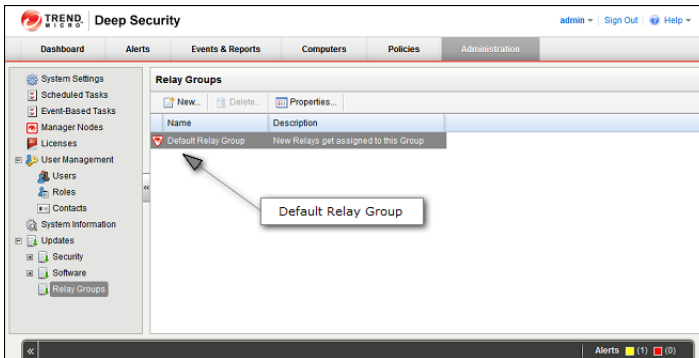 TREND MICRO Deep Security
admin Sign Out Help
Dashboard Alerts Events & Reports Computers Policies Administration
System Settings
Scheduled Tasks
Event-Based Tasks
Manager Nodes
Licenses
User Management
Users
Roles
Contacts
System Information
Updates
Security
Software
Relay Groups
Relay Groups
New... Delete... Properties...
Name Description
Default Relay Group New Relays get assigned to this Group
Default Relay Group
Alerts (1) (0)